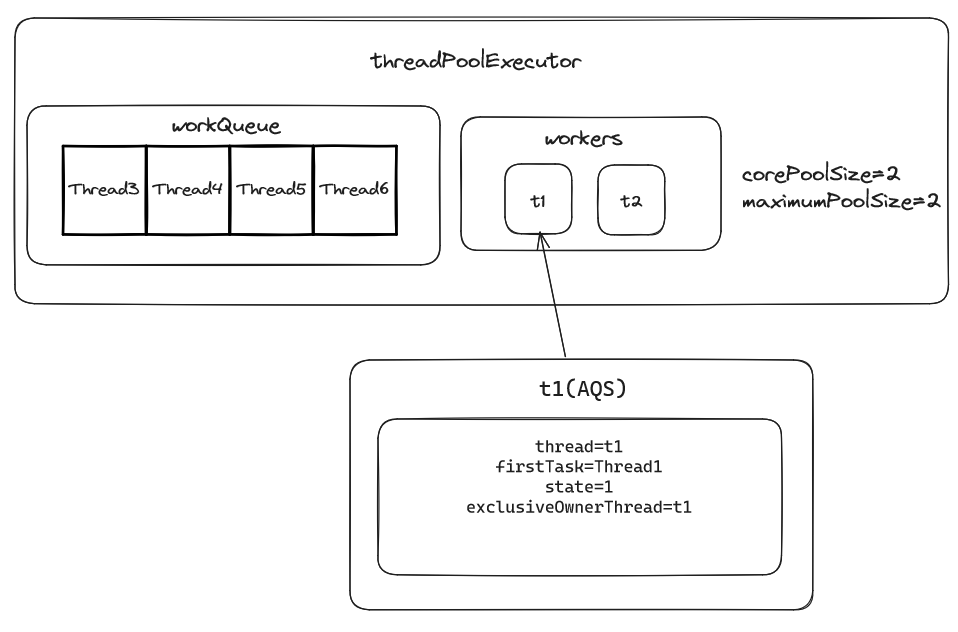 threadPoolExecutor
workQueue
Thread3 Thread4 Thread5 Thread6
workers
t1 t2
corePoolSize=2
maximumPoolSize=2
t1(AQS)
thread=t1
firstTask=Thread1
state=1
exclusiveOwnerThread=t1